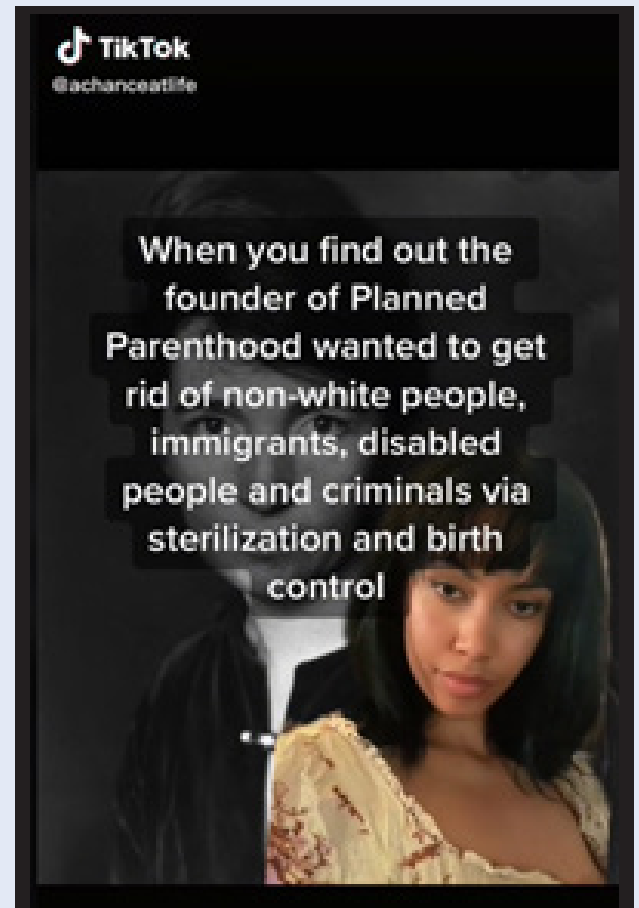 TikTok
@achanceatlife
When you find out the
founder of Planned
Parenthood wanted to get
rid of non-white people,
immigrants, disabled
people and criminals via
sterilization and birth
control